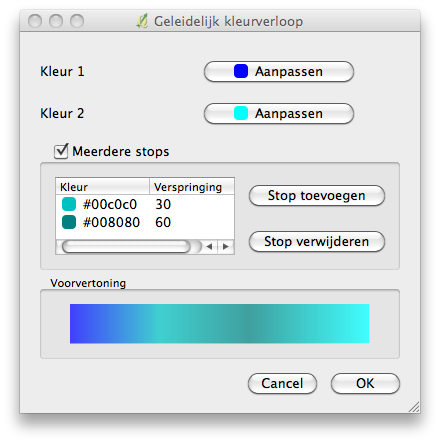 Geleidelijk kleurverloop
Kleur 1 Aanpassen
Kleur 2 Aanpassen
Meerdere stops
Kleur Verspringing
#00c0c0 30
#008080 60
Stop toevoegen
Stop verwijderen
Voorvertoning
Cancel OK